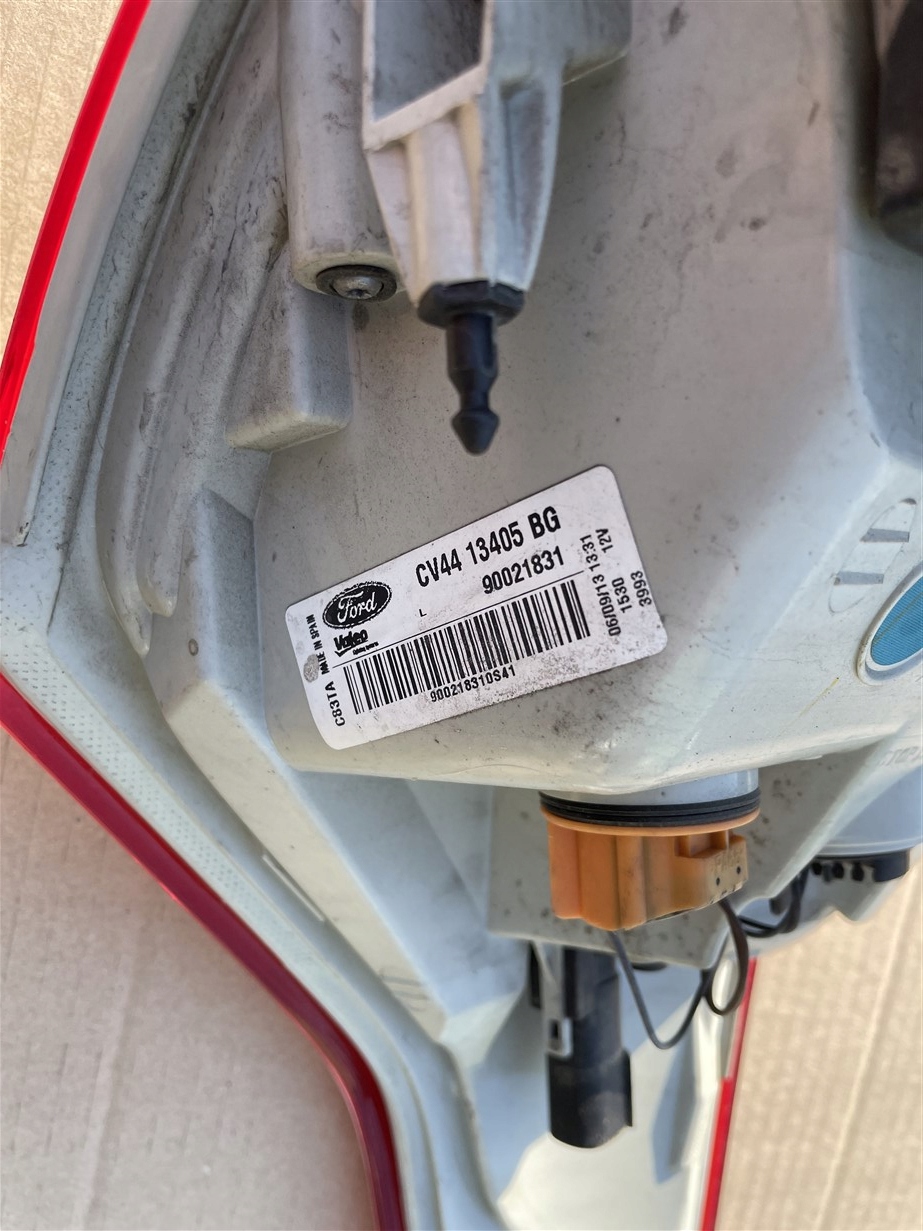 Ford
CV44 13405 BG
L
90021831
Valeo
MADE IN SPAIN
C83TA
900218310S41
06/09/13 13:31
12V
1530
3993